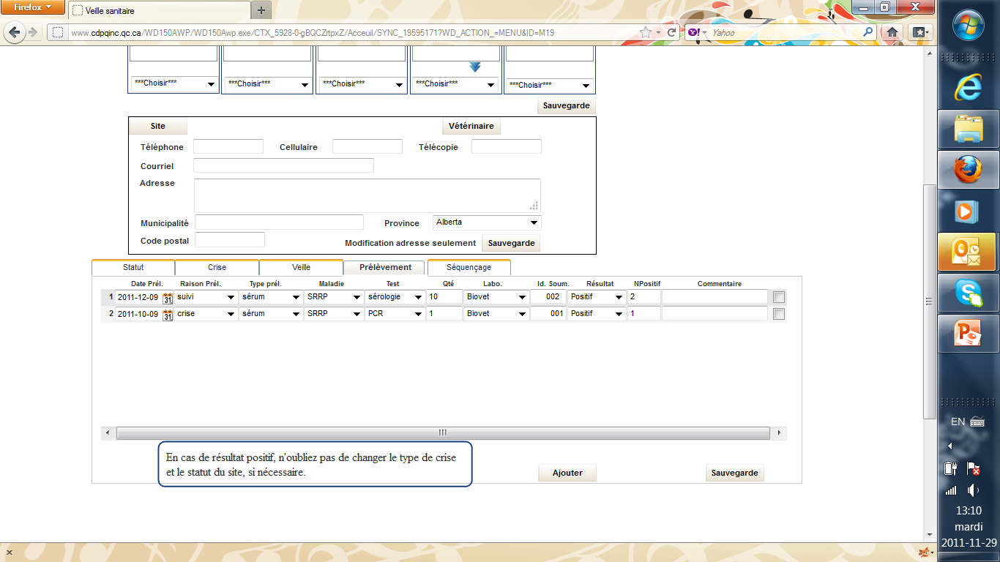 Firefox
Veille sanitaire
www.cdpqinc.qc.ca/WD150AWP/WD150Awp.exe/CTX_5928-0-gBQCZrtpxZ/Acceuil/SYNC_19595171?WD_ACTION_=MENU&ID=M19
Yahoo
***Choisir*** ***Choisir*** ***Choisir*** ***Choisir*** ***Choisir***
Sauvegarde
Site Vétérinaire
Téléphone Cellulaire Télécopie
Courriel
Adresse
Municipalité Province Alberta
Code postal Modification adresse seulement Sauvegarde
Statut Crise Veille Prélèvement Séquençage
Date Prél. Raison Prél. Type prél. Maladie Test Qté Labo. Id. Soum. Résultat NPositif Commentaire
1 2011-12-09 31 suivi sérum SRRP sérologie 10 Biovet 002 Positif 2
2 2011-10-09 31 crise sérum SRRP PCR 1 Biovet 001 Positif 1
En cas de résultat positif, n'oubliez pas de changer le type de crise
et le statut du site, si nécessaire.
Ajouter Sauvegarde
EN
13:10
mardi
2011-11-29